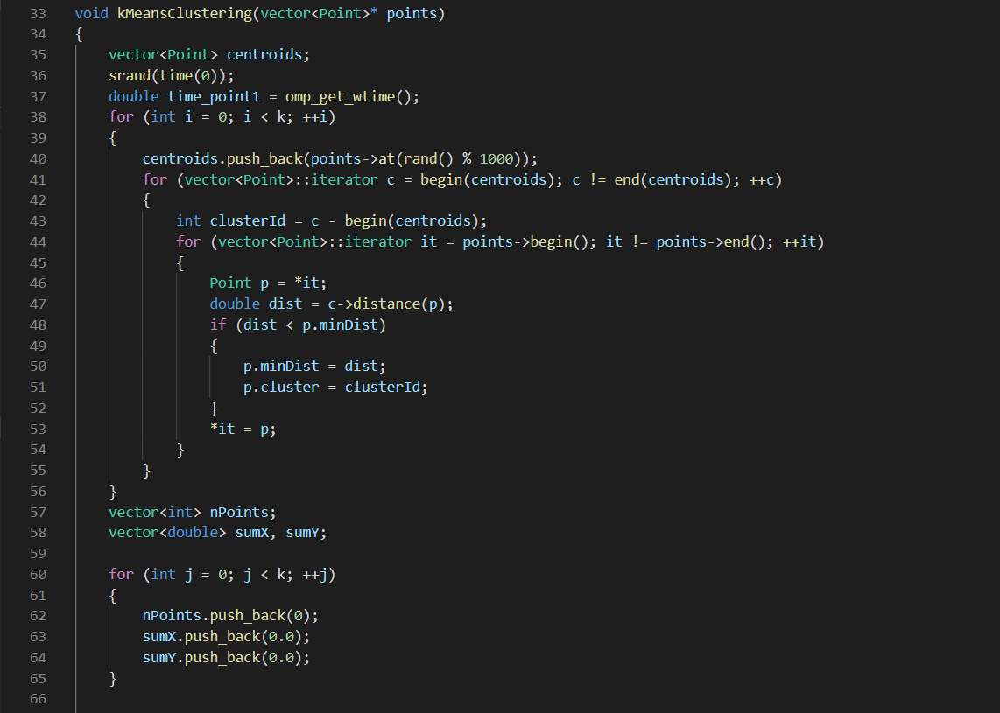 33 void kMeansClustering(vector<Point>* points)
34 {
35     vector<Point> centroids;
36     srand(time(0));
37     double time_point1 = omp_get_wtime();
38     for (int i = 0; i < k; ++i)
39     {
40         centroids.push_back(points->at(rand() % 1000));
41         for (vector<Point>::iterator c = begin(centroids); c != end(centroids); ++c)
42         {
43             int clusterId = c - begin(centroids);
44             for (vector<Point>::iterator it = points->begin(); it != points->end(); ++it)
45             {
46                 Point p = *it;
47                 double dist = c->distance(p);
48                 if (dist < p.minDist)
49                 {
50                     p.minDist = dist;
51                     p.cluster = clusterId;
52                 }
53                 *it = p;
54             }
55         }
56     }
57     vector<int> nPoints;
58     vector<double> sumX, sumY;
59
60     for (int j = 0; j < k; ++j)
61     {
62         nPoints.push_back(0);
63         sumX.push_back(0.0);
64         sumY.push_back(0.0);
65     }
66